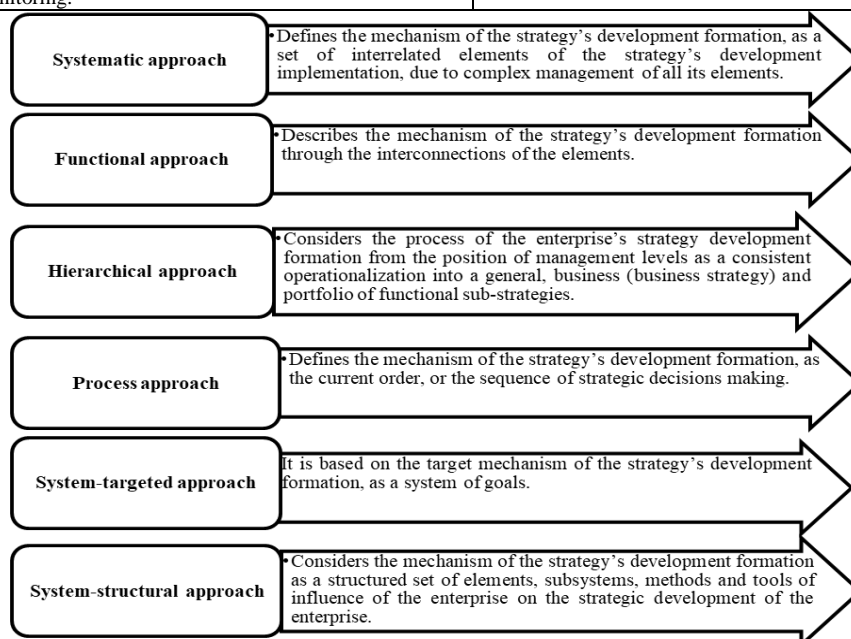 Systematic approach
•Defines the mechanism of the strategy’s development formation, as a
set of interrelated elements of the strategy’s development
implementation, due to complex management of all its elements.
Functional approach
•Describes the mechanism of the strategy’s development formation
through the interconnections of the elements.
Hierarchical approach
•Considers the process of the enterprise’s strategy development
formation from the position of management levels as a consistent
operationalization into a general, business (business strategy) and
portfolio of functional sub-strategies.
Process approach
•Defines the mechanism of the strategy’s development formation, as
the current order, or the sequence of strategic decisions making.
System-targeted approach
It is based on the target mechanism of the strategy’s development
formation, as a system of goals.
System-structural approach
•Considers the mechanism of the strategy’s development formation
as a structured set of elements, subsystems, methods and tools of
influence of the enterprise on the strategic development of the
enterprise.